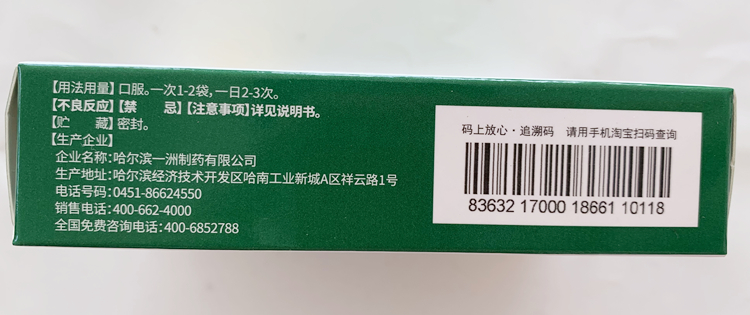 【用法用量】口服。一次1-2袋,一日2-3次。
【不良反应】【禁 忌】【注意事项】详见说明书。
【贮 藏】密封。
【生产企业】
企业名称:哈尔滨一洲制药有限公司
生产地址:哈尔滨经济技术开发区哈南工业新城A区祥云路1号
电话号码:0451-86624550
销售电话:400-662-4000
全国免费咨询电话:400-6852788
码上放心·追溯码 请用手机淘宝扫码查询
83632 17000 18661 10118